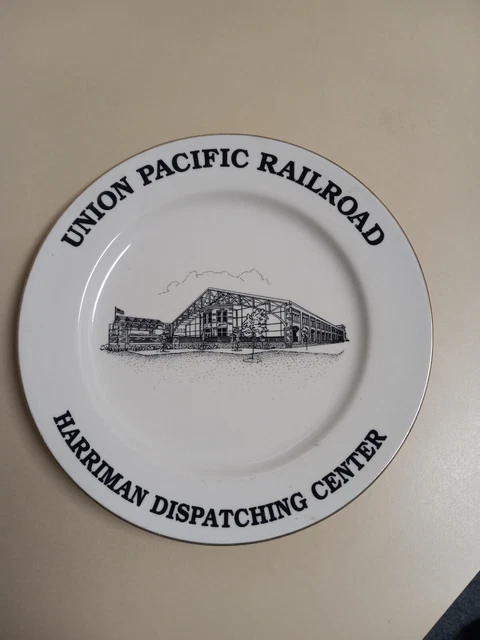 UNION PACIFIC RAILROAD
HARRIMAN DISPATCHING CENTER